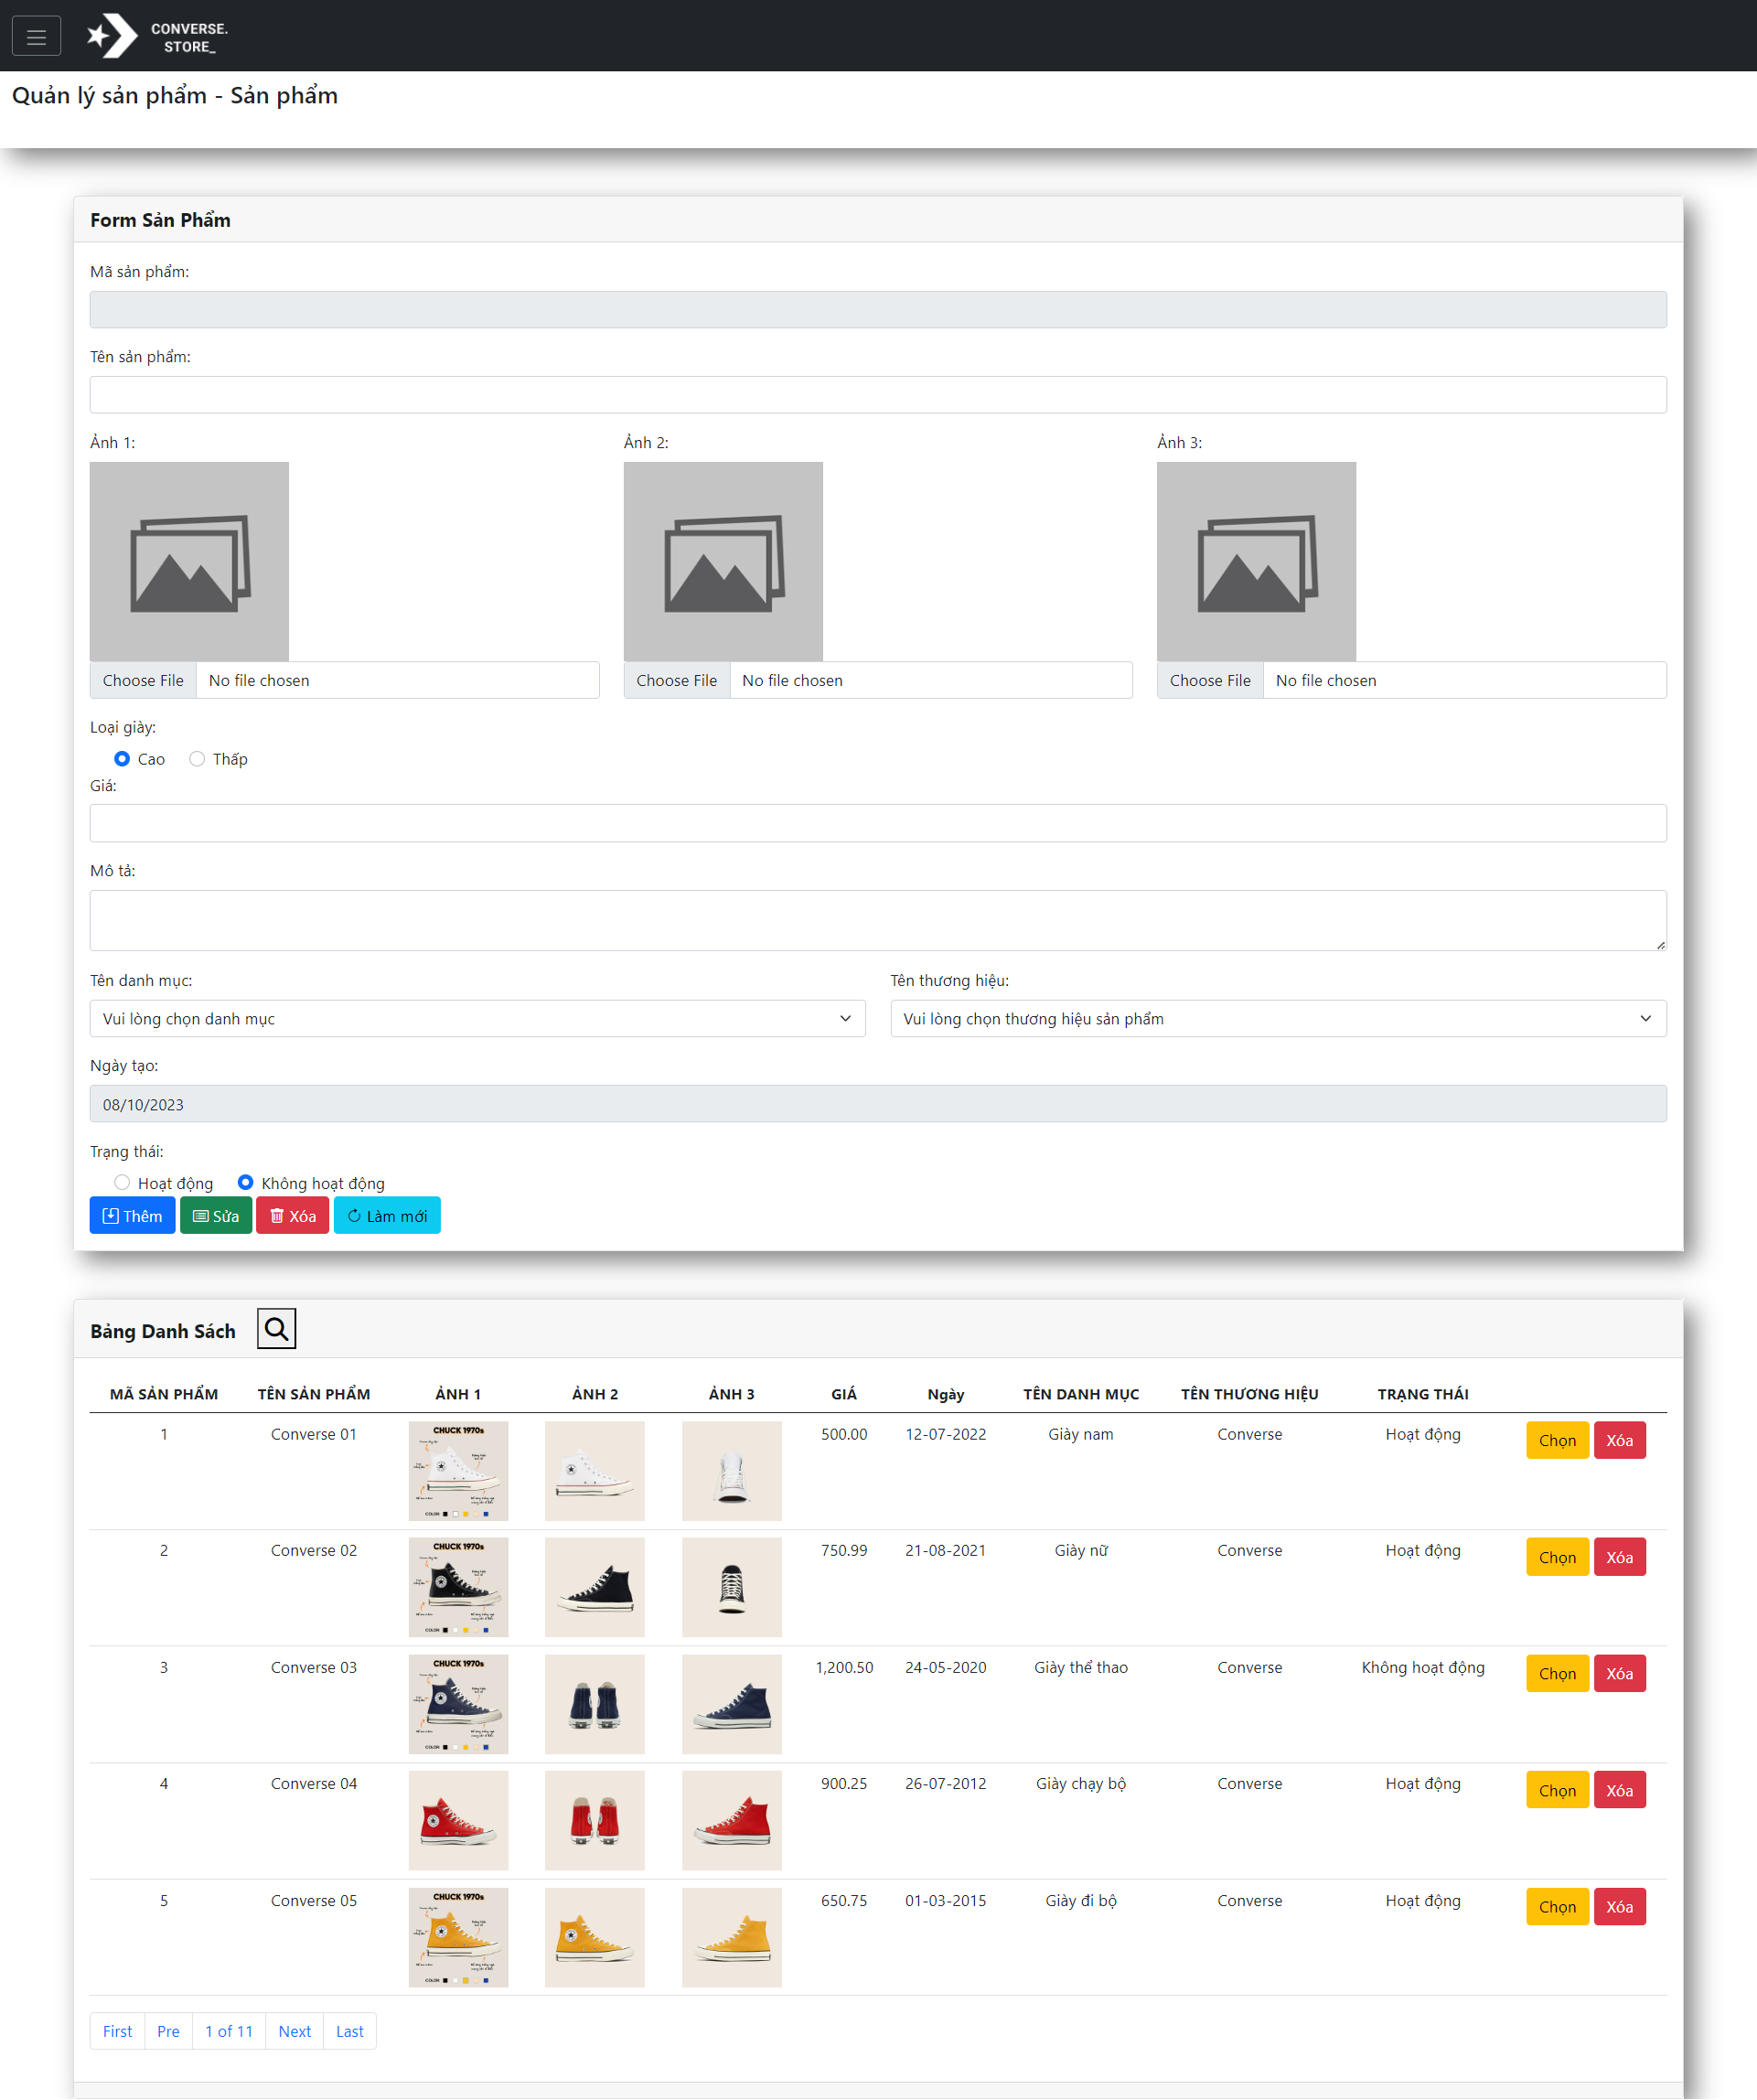 CONVERSE.
STORE_
Quản lý sản phẩm - Sản phẩm
Form Sản Phẩm
Mã sản phẩm:
Tên sản phẩm:
Ảnh 1: Ảnh 2: Ảnh 3:
Choose File No file chosen Choose File No file chosen Choose File No file chosen
Loại giày:
Cao Thấp
Giá:
Mô tả:
Tên danh mục: Tên thương hiệu:
Vui lòng chọn danh mục Vui lòng chọn thương hiệu sản phẩm
Ngày tạo:
08/10/2023
Trạng thái:
Hoạt động Không hoạt động
Thêm Sửa Xóa Làm mới
Bảng Danh Sách
MÃ SẢN PHẨM TÊN SẢN PHẨM ẢNH 1 ẢNH 2 ẢNH 3 GIÁ Ngày TÊN DANH MỤC TÊN THƯƠNG HIỆU TRẠNG THÁI
1 Converse 01 CHUCK 1970s COLOR 500.00 12-07-2022 Giày nam Converse Hoạt động Chọn Xóa
2 Converse 02 CHUCK 1970s COLOR 750.99 21-08-2021 Giày nữ Converse Hoạt động Chọn Xóa
3 Converse 03 CHUCK 1970s COLOR 1,200.50 24-05-2020 Giày thể thao Converse Không hoạt động Chọn Xóa
4 Converse 04 900.25 26-07-2012 Giày chạy bộ Converse Hoạt động Chọn Xóa
5 Converse 05 CHUCK 1970s COLOR 650.75 01-03-2015 Giày đi bộ Converse Hoạt động Chọn Xóa
First Pre 1 of 11 Next Last